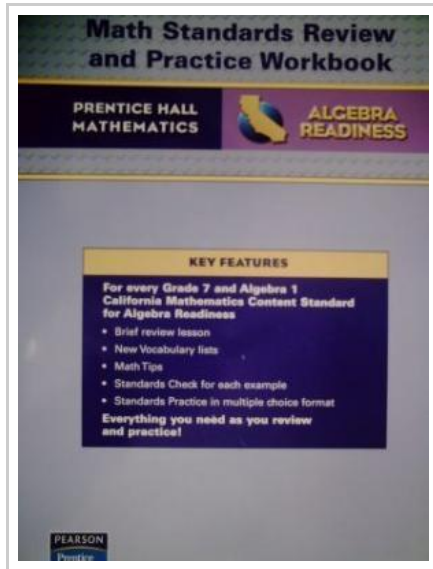 Math Standards Review
and Practice Workbook
PRENTICE HALL
MATHEMATICS
ALGEBRA
READINESS
KEY FEATURES
For every Grade 7 and Algebra 1
California Mathematics Content Standard
for Algebra Readiness
• Brief review lesson
• New Vocabulary lists
• Math Tips
• Standards Check for each example
• Standards Practice in multiple choice format
Everything you need as you review
and practice!
PEARSON
Prentice